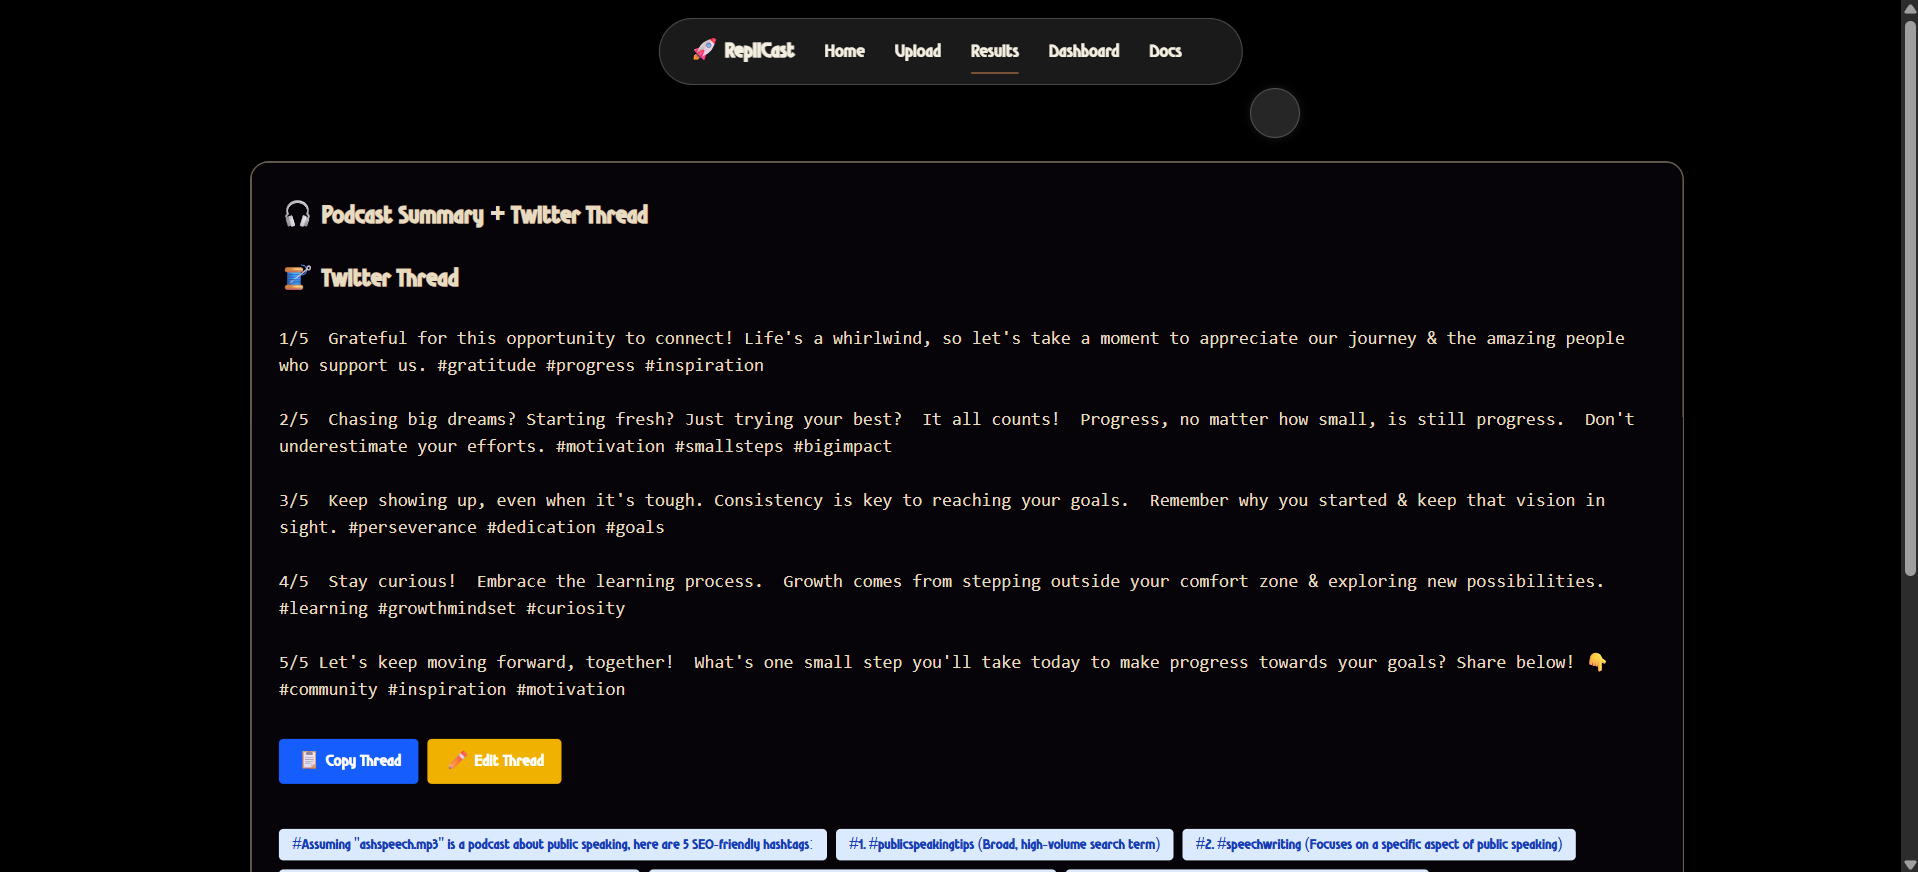 🚀 RepliCast Home Upload Results Dashboard Docs
🎧 Podcast Summary + Twitter Thread
🧵 Twitter Thread
1/5  Grateful for this opportunity to connect! Life's a whirlwind, so let's take a moment to appreciate our journey & the amazing people
who support us. #gratitude #progress #inspiration
2/5  Chasing big dreams? Starting fresh? Just trying your best?  It all counts!  Progress, no matter how small, is still progress.  Don't
underestimate your efforts. #motivation #smallsteps #bigimpact
3/5  Keep showing up, even when it's tough. Consistency is key to reaching your goals.  Remember why you started & keep that vision in
sight. #perseverance #dedication #goals
4/5  Stay curious!  Embrace the learning process.  Growth comes from stepping outside your comfort zone & exploring new possibilities.
#learning #growthmindset #curiosity
5/5 Let's keep moving forward, together!  What's one small step you'll take today to make progress towards your goals? Share below! 👇
#community #inspiration #motivation
📋 Copy Thread ✏️ Edit Thread
#Assuming "ashspeech.mp3" is a podcast about public speaking, here are 5 SEO-friendly hashtags: #1. #publicspeakingtips (Broad, high-volume search term) #2. #speechwriting (Focuses on a specific aspect of public speaking)